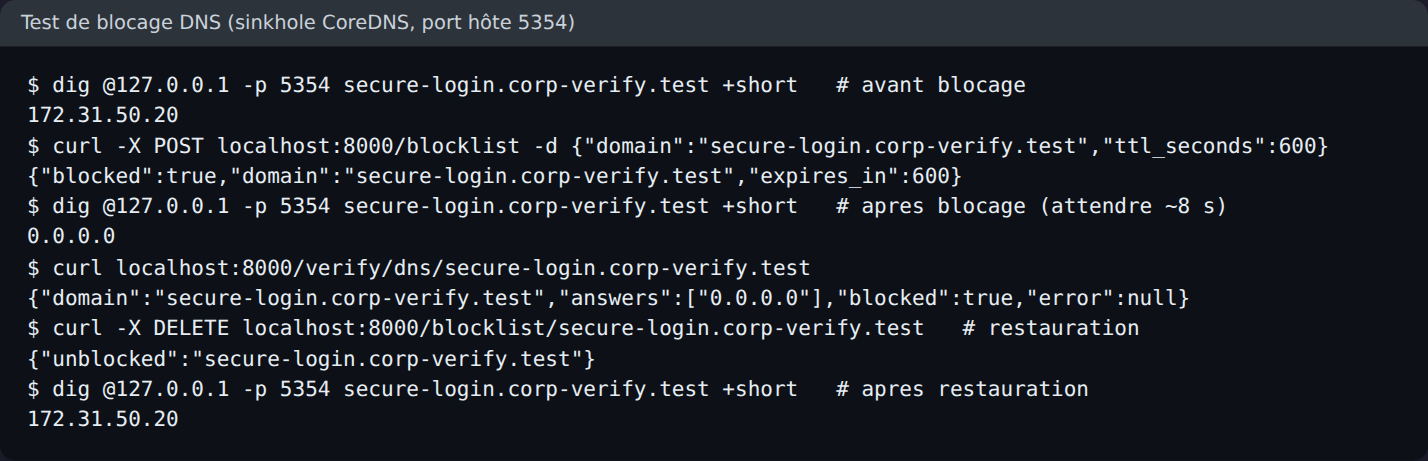 Test de blocage DNS (sinkhole CoreDNS, port hôte 5354)
$ dig @127.0.0.1 -p 5354 secure-login.corp-verify.test +short   # avant blocage
172.31.50.20
$ curl -X POST localhost:8000/blocklist -d {"domain":"secure-login.corp-verify.test","ttl_seconds":600}
{"blocked":true,"domain":"secure-login.corp-verify.test","expires_in":600}
$ dig @127.0.0.1 -p 5354 secure-login.corp-verify.test +short   # apres blocage (attendre ~8 s)
0.0.0.0
$ curl localhost:8000/verify/dns/secure-login.corp-verify.test
{"domain":"secure-login.corp-verify.test","answers":["0.0.0.0"],"blocked":true,"error":null}
$ curl -X DELETE localhost:8000/blocklist/secure-login.corp-verify.test   # restauration
{"unblocked":"secure-login.corp-verify.test"}
$ dig @127.0.0.1 -p 5354 secure-login.corp-verify.test +short   # apres restauration
172.31.50.20